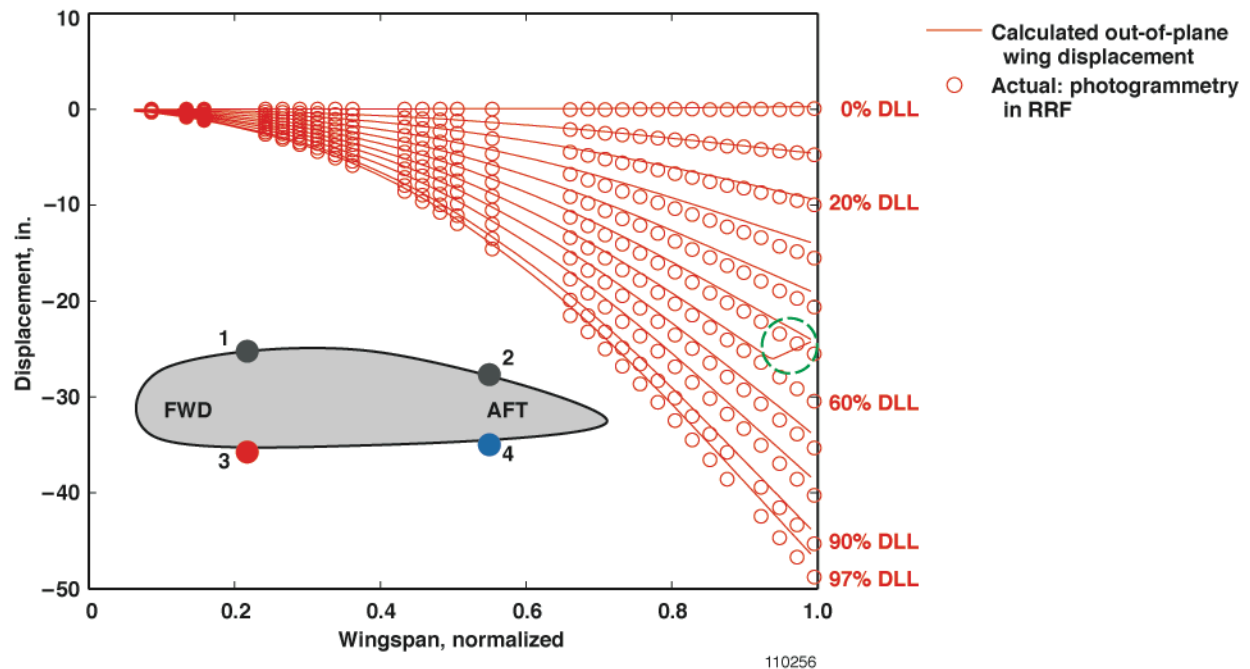 10
0
−10
−20
−30
−40
−50
Displacement, in.
0
0.2
0.4
0.6
0.8
1.0
Wingspan, normalized
1
2
FWD
AFT
3
4
0% DLL
20% DLL
60% DLL
90% DLL
97% DLL
Calculated out-of-plane
wing displacement
Actual: photogrammetry
in RRF
110256